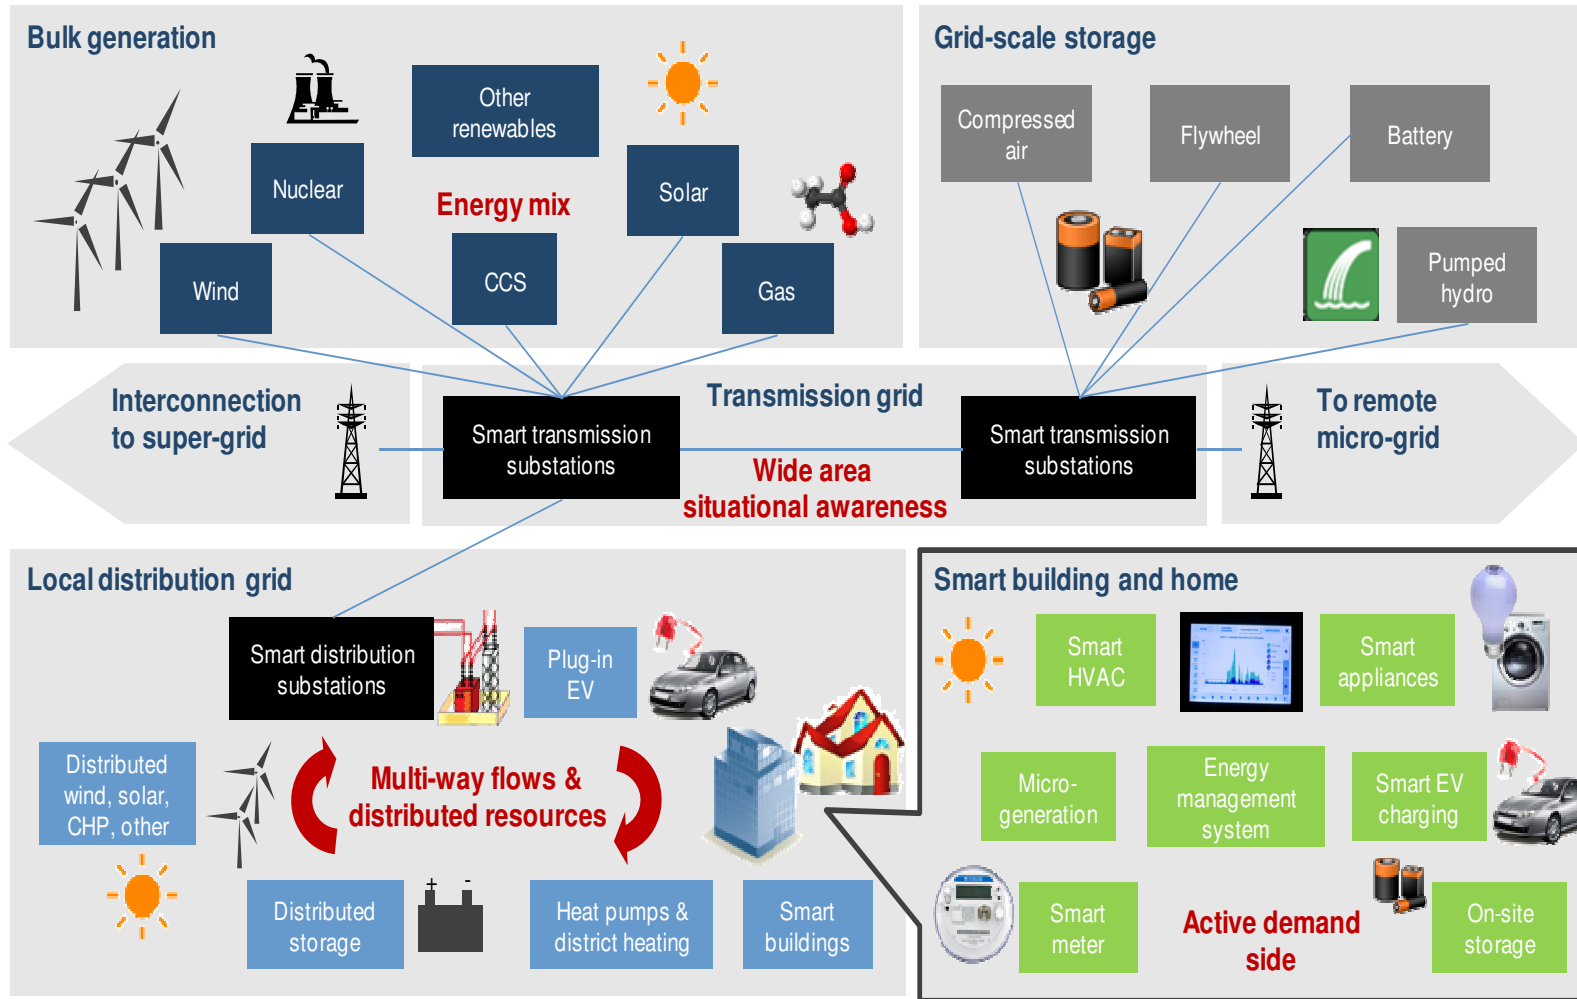 Bulk generation
Other
renewables
Nuclear
Solar
Energy mix
Wind
CCS
Gas
Grid-scale storage
Compressed
air
Flywheel
Battery
Pumped
hydro
Interconnection
to super-grid
Transmission grid
Smart transmission
substations
Wide area
situational awareness
Smart transmission
substations
To remote
micro-grid
Local distribution grid
Smart distribution
substations
Plug-in
EV
Distributed
wind, solar,
CHP, other
Multi-way flows &
distributed resources
+ -
Distributed
storage
Heat pumps &
district heating
Smart
buildings
Smart building and home
Smart
HVAC
Smart
appliances
Micro-
generation
Energy
management
system
Smart EV
charging
Smart
meter
Active demand
side
On-site
storage